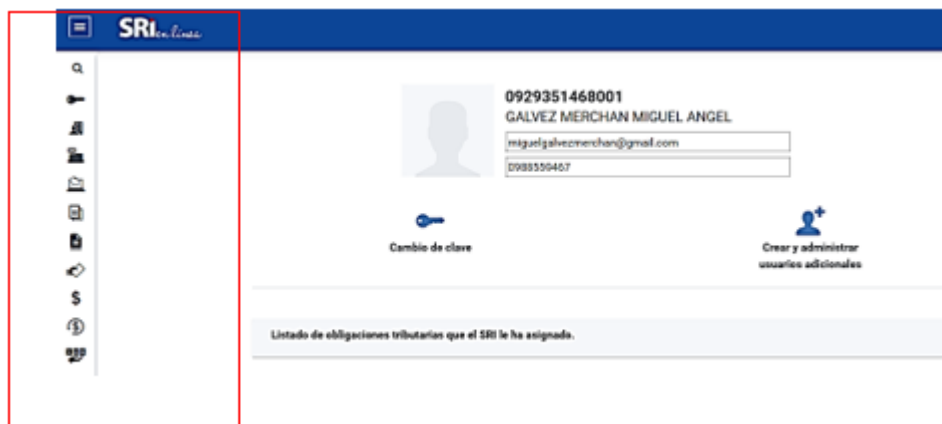 SRI en línea
0929351468001
GALVEZ MERCHAN MIGUEL ANGEL
miguelgalvezmerchan@gmail.com
0988559467
Cambio de clave
Crear y administrar
usuarios adicionales
Listado de obligaciones tributarias que el SRI le ha asignado.